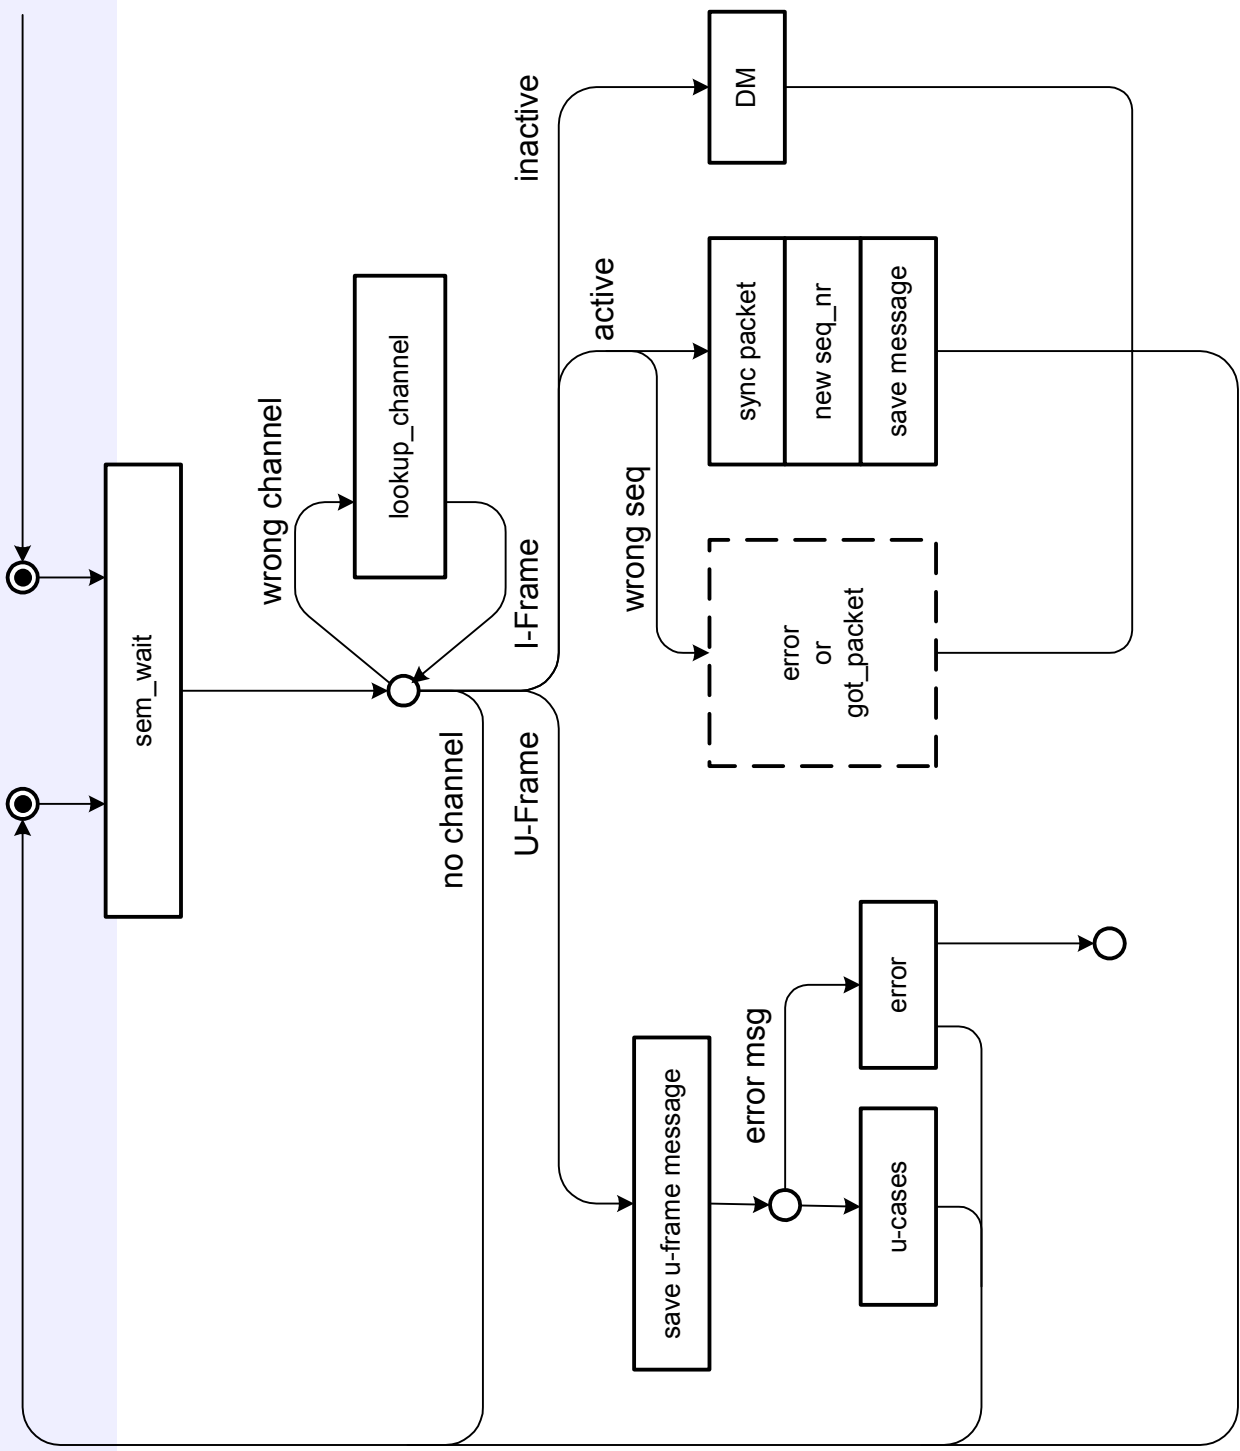 sem_wait
wrong channel
lookup_channel
no channel
I-Frame
U-Frame
inactive
active
wrong seq
DM
sync packet
new seq_nr
save message
error
or
got_packet
save u-frame message
error msg
error
u-cases